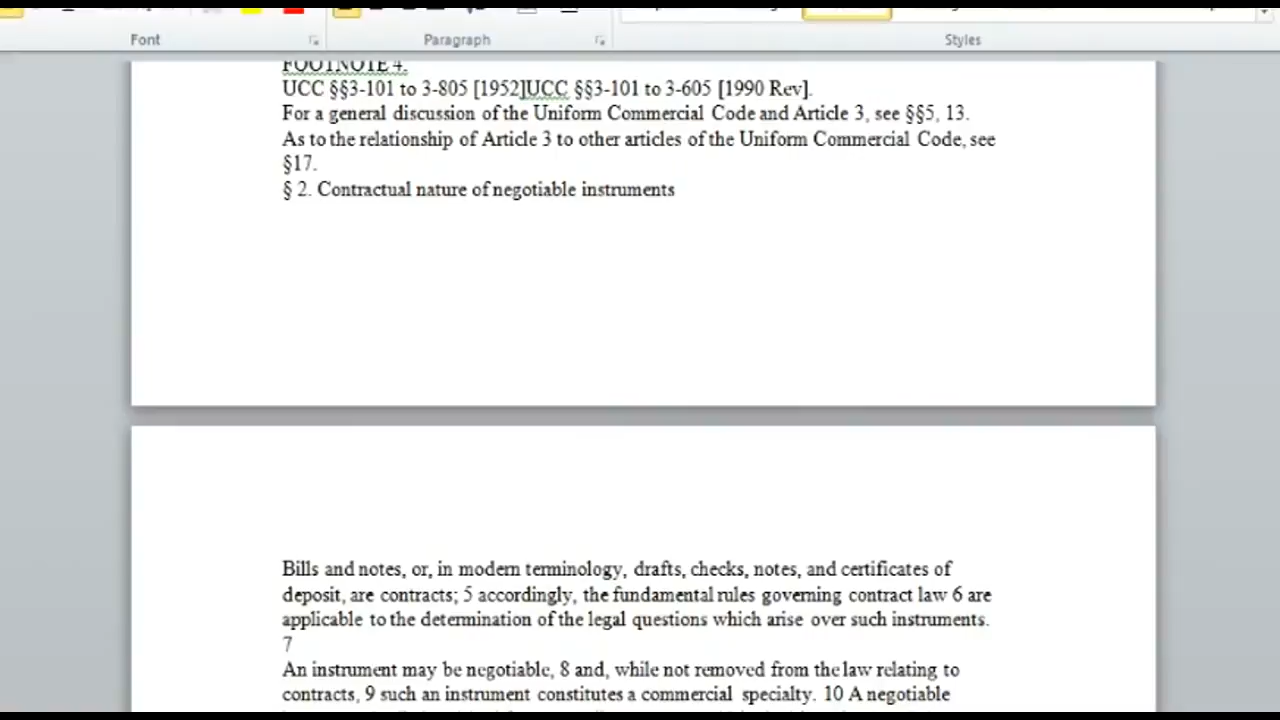 Font
Paragraph
Styles
FOOTNOTE 4.
UCC §§3-101 to 3-805 [1952]UCC §§3-101 to 3-605 [1990 Rev].
For a general discussion of the Uniform Commercial Code and Article 3, see §§5, 13.
As to the relationship of Article 3 to other articles of the Uniform Commercial Code, see
§17.
§ 2. Contractual nature of negotiable instruments
Bills and notes, or, in modern terminology, drafts, checks, notes, and certificates of
deposit, are contracts; 5 accordingly, the fundamental rules governing contract law 6 are
applicable to the determination of the legal questions which arise over such instruments.
7
An instrument may be negotiable, 8 and, while not removed from the law relating to
contracts, 9 such an instrument constitutes a commercial specialty. 10 A negotiable